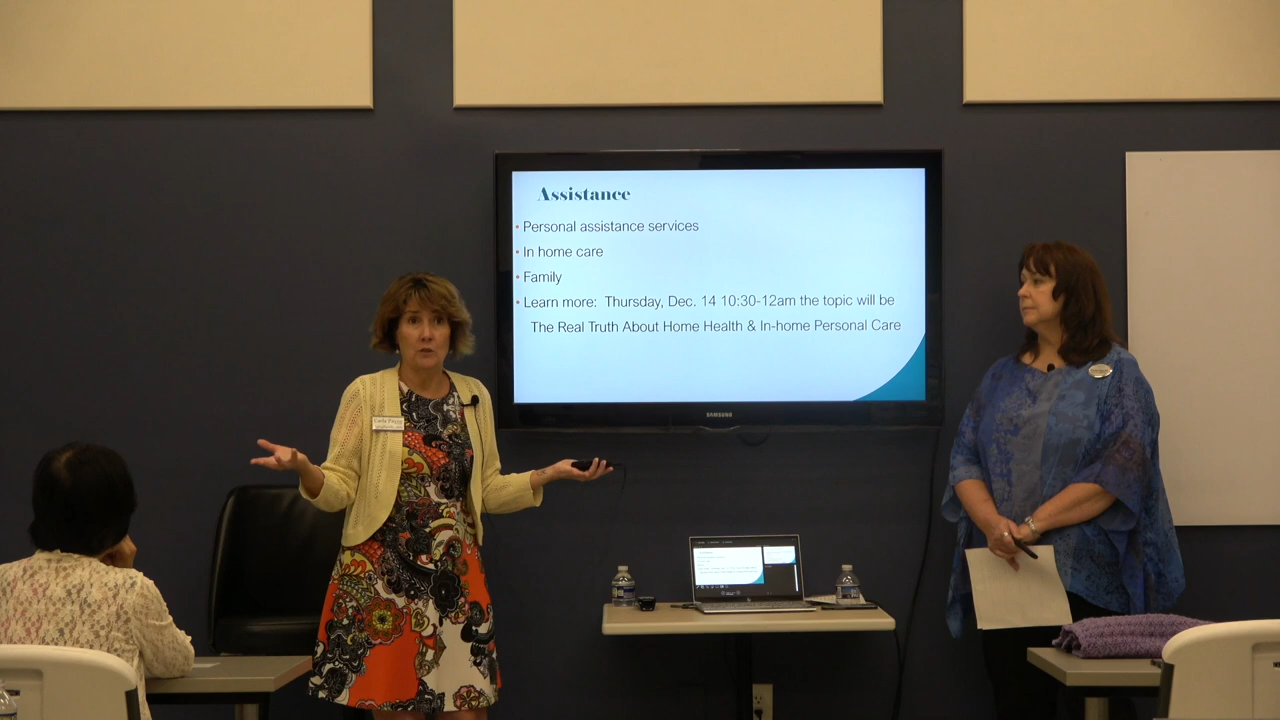 Assistance
• Personal assistance services
• In home care
• Family
• Learn more: Thursday, Dec. 14 10:30-12am the topic will be
The Real Truth About Home Health & In-home Personal Care
SAMSUNG